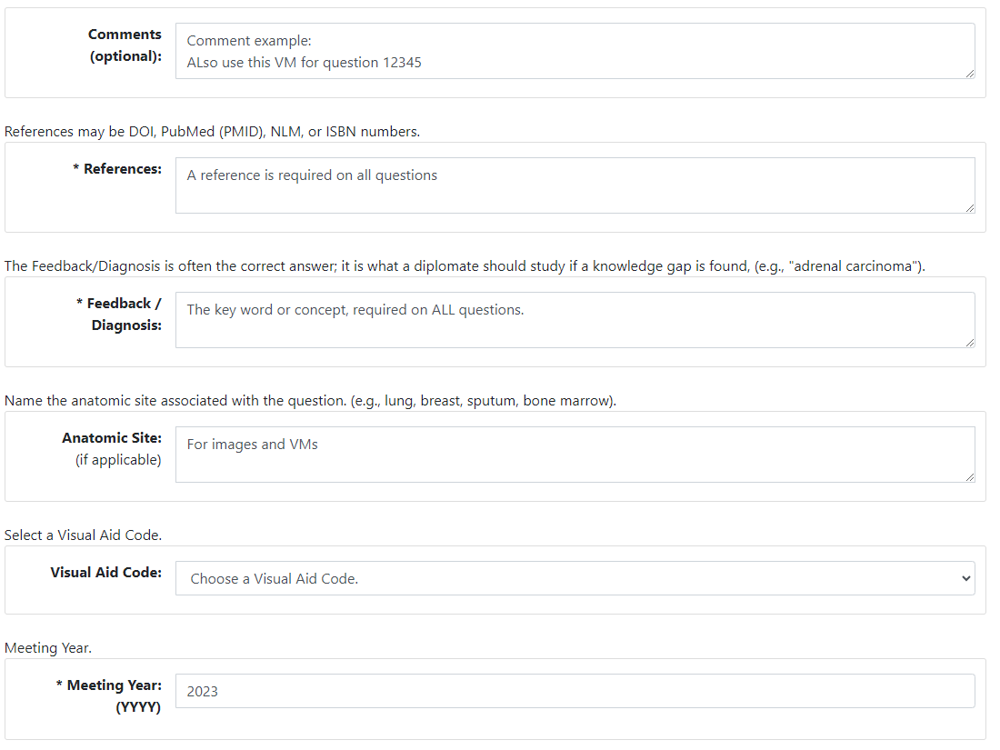 Comments
(optional):
Comment example:
ALso use this VM for question 12345
References may be DOI, PubMed (PMID), NLM, or ISBN numbers.
* References:
A reference is required on all questions
The Feedback/Diagnosis is often the correct answer; it is what a diplomate should study if a knowledge gap is found, (e.g., "adrenal carcinoma").
* Feedback /
Diagnosis:
The key word or concept, required on ALL questions.
Name the anatomic site associated with the question. (e.g., lung, breast, sputum, bone marrow).
Anatomic Site:
(if applicable)
For images and VMs
Select a Visual Aid Code.
Visual Aid Code:
Choose a Visual Aid Code.
Meeting Year.
* Meeting Year:
(YYYY)
2023